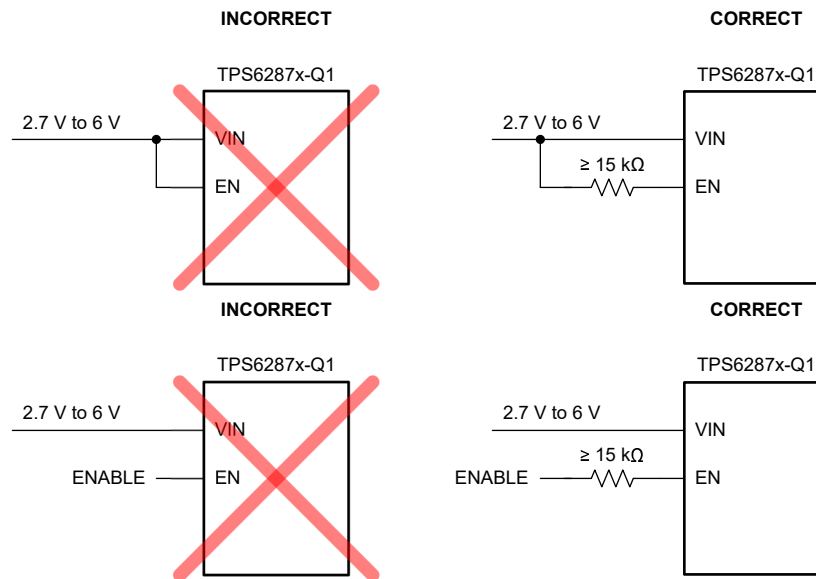 INCORRECT
TPS6287x-Q1
2.7 V to 6 V
VIN
EN
CORRECT
TPS6287x-Q1
2.7 V to 6 V
VIN
≥ 15 kΩ
EN
INCORRECT
TPS6287x-Q1
2.7 V to 6 V
VIN
ENABLE
EN
CORRECT
TPS6287x-Q1
2.7 V to 6 V
VIN
≥ 15 kΩ
ENABLE
EN